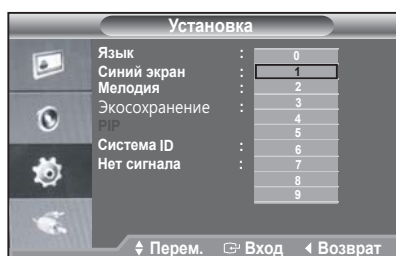 Установка
Язык : 0
Синий экран : 1
Мелодия : 2
Экосохранение : 3
4
PIP
5
Система ID : 6
Нет сигнала : 7
8
9
Перем. Вход Возврат